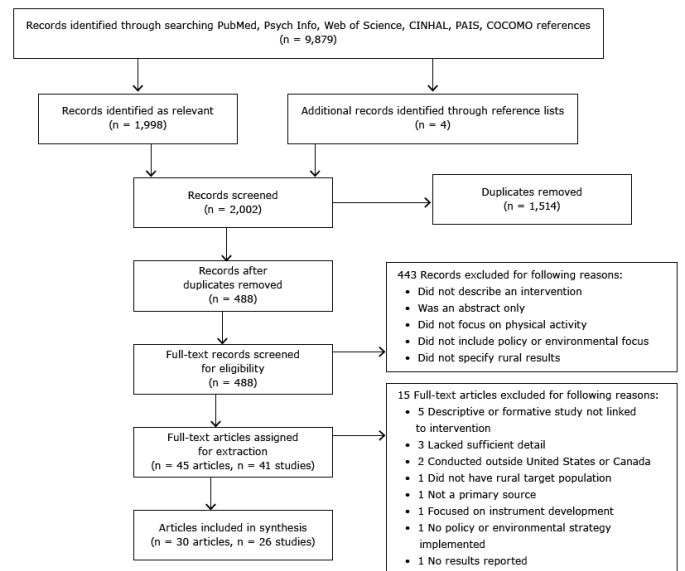 Records identified through searching PubMed, Psych Info, Web of Science, CINHAL, PAIS, COCOMO references
(n = 9,879)
Records identified as relevant
(n = 1,998)
Additional records identified through reference lists
(n = 4)
Records screened
(n = 2,002)
Duplicates removed
(n = 1,514)
Records after
duplicates removed
(n = 488)
443 Records excluded for following reasons:
• Did not describe an intervention
• Was an abstract only
• Did not focus on physical activity
• Did not include policy or environmental focus
• Did not specify rural results
Full-text records screened
for eligibility
(n = 488)
15 Full-text articles excluded for following reasons:
• 5 Descriptive or formative study not linked
to intervention
• 3 Lacked sufficient detail
• 2 Conducted outside United States or Canada
• 1 Did not have rural target population
• 1 Not a primary source
• 1 Focused on instrument development
• 1 No policy or environmental strategy
implemented
• 1 No results reported
Full-text articles assigned
for extraction
(n = 45 articles, n = 41 studies)
Articles included in synthesis
(n = 30 articles, n = 26 studies)